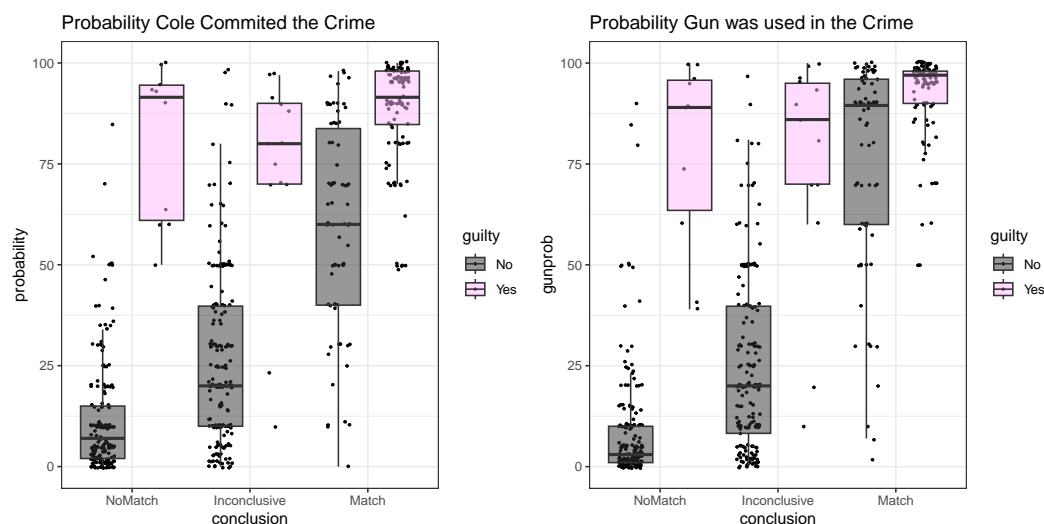 Probability Cole Commited the Crime
100
75
50
25
0
probability
NoMatch
Inconclusive
Match
conclusion
guilty
No
Yes
Probability Gun was used in the Crime
100
75
50
25
0
gunprob
NoMatch
Inconclusive
Match
conclusion
guilty
No
Yes